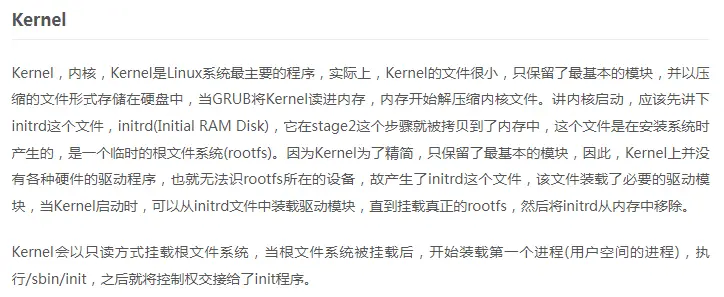 Kernel
Kernel，内核，Kernel是Linux系统最主要的程序，实际上，Kernel的文件很小，只保留了最基本的模块，并以压
缩的文件形式存储在硬盘中，当GRUB将Kernel读进内存，内存开始解压缩内核文件。讲内核启动，应该先讲下
initrd这个文件，initrd(Initial RAM Disk)，它在stage2这个步骤就被拷贝到了内存中，这个文件是在安装系统时
产生的，是一个临时的根文件系统(rootfs)。因为Kernel为了精简，只保留了最基本的模块，因此，Kernel上并没
有各种硬件的驱动程序，也就无法识rootfs所在的设备，故产生了initrd这个文件，该文件装载了必要的驱动模
块，当Kernel启动时，可以从initrd文件中装载驱动模块，直到挂载真正的rootfs，然后将initrd从内存中移除。
Kernel会以只读方式挂载根文件系统，当根文件系统被挂载后，开始装载第一个进程(用户空间的进程)，执
行/sbin/init，之后就将控制权交接给了init程序。